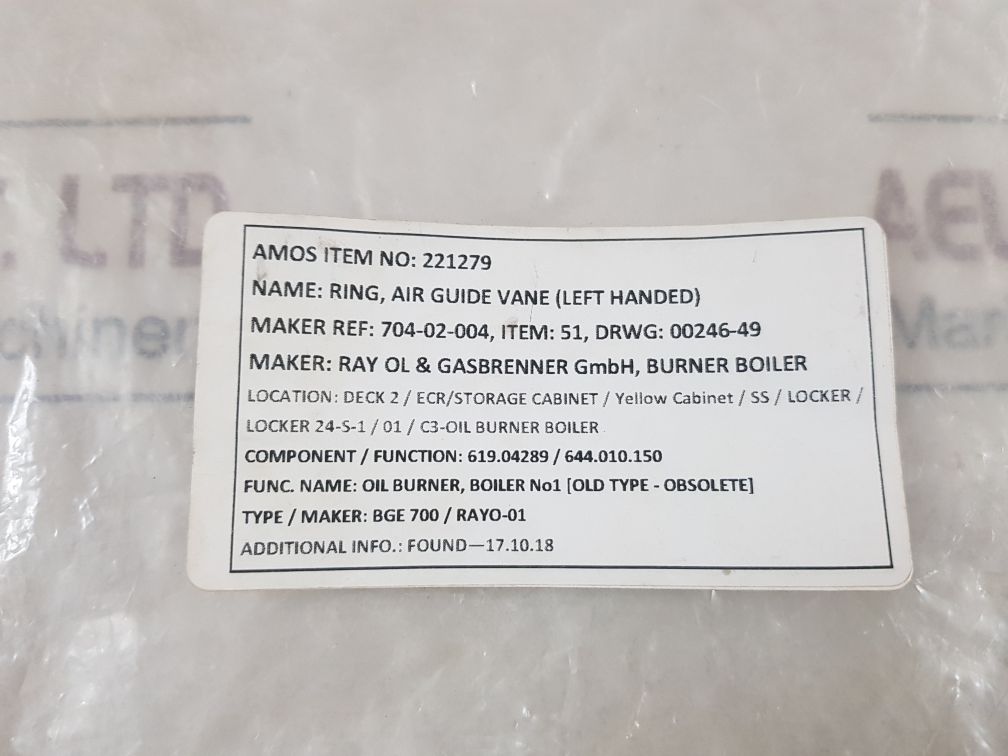 AMOS ITEM NO: 221279
NAME: RING, AIR GUIDE VANE (LEFT HANDED)
MAKER REF: 704-02-004, ITEM: 51, DRWG: 00246-49
MAKER: RAY OL & GASBRENNER GmbH, BURNER BOILER
LOCATION: DECK 2 / ECR/STORAGE CABINET / Yellow Cabinet / SS / LOCKER /
LOCKER 24-S-1 / 01 / C3-OIL BURNER BOILER
COMPONENT / FUNCTION: 619.04289 / 644.010.150
FUNC. NAME: OIL BURNER, BOILER No1 [OLD TYPE - OBSOLETE]
TYPE / MAKER: BGE 700 / RAYO-01
ADDITIONAL INFO.: FOUND—17.10.18
LTD